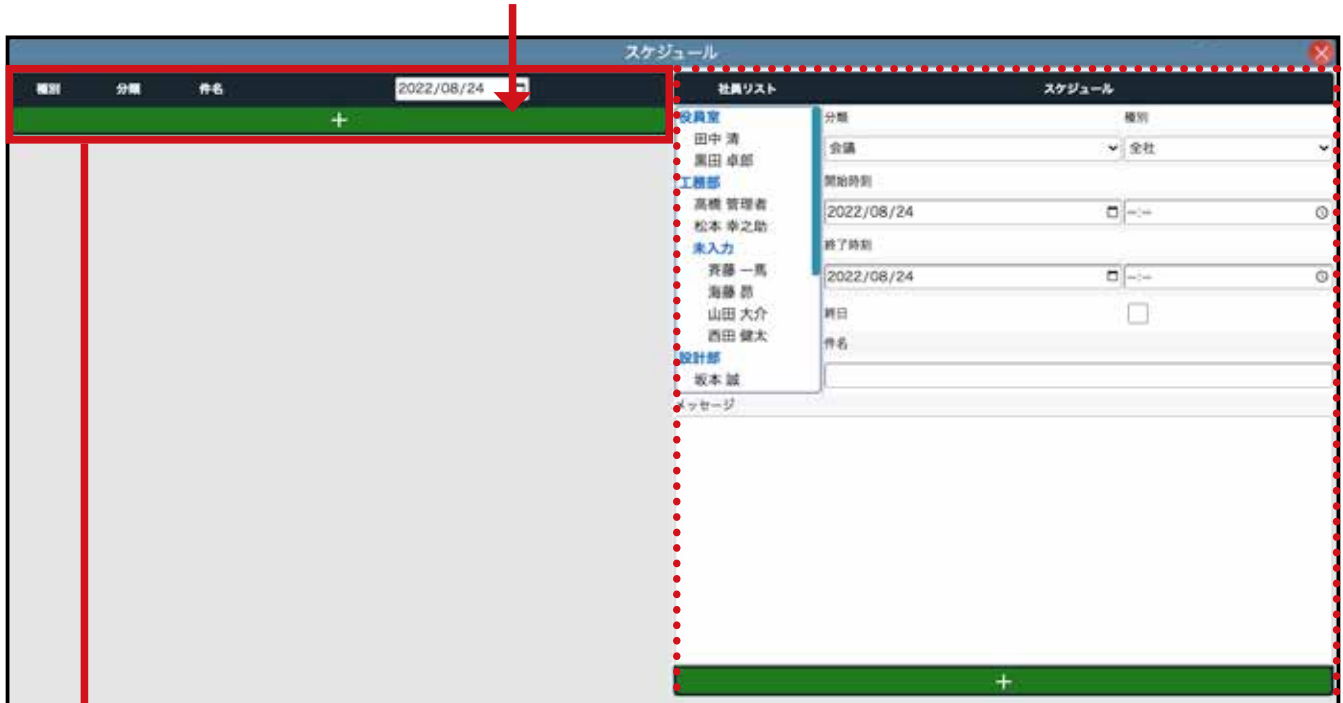 スケジュール
種別 分類 件名 2022/08/24
+
社員リスト スケジュール
役員室
田中 清
黒田 卓郎
工務部
高橋 管理者
松本 幸之助
未入力
斉藤 一馬
海藤 昴
山田 大介
西田 健太
設計部
坂本 誠
分類 種別
会議 全社
開始時刻
2022/08/24 --:--
終了時刻
2022/08/24 --:--
終日
件名
メッセージ
+